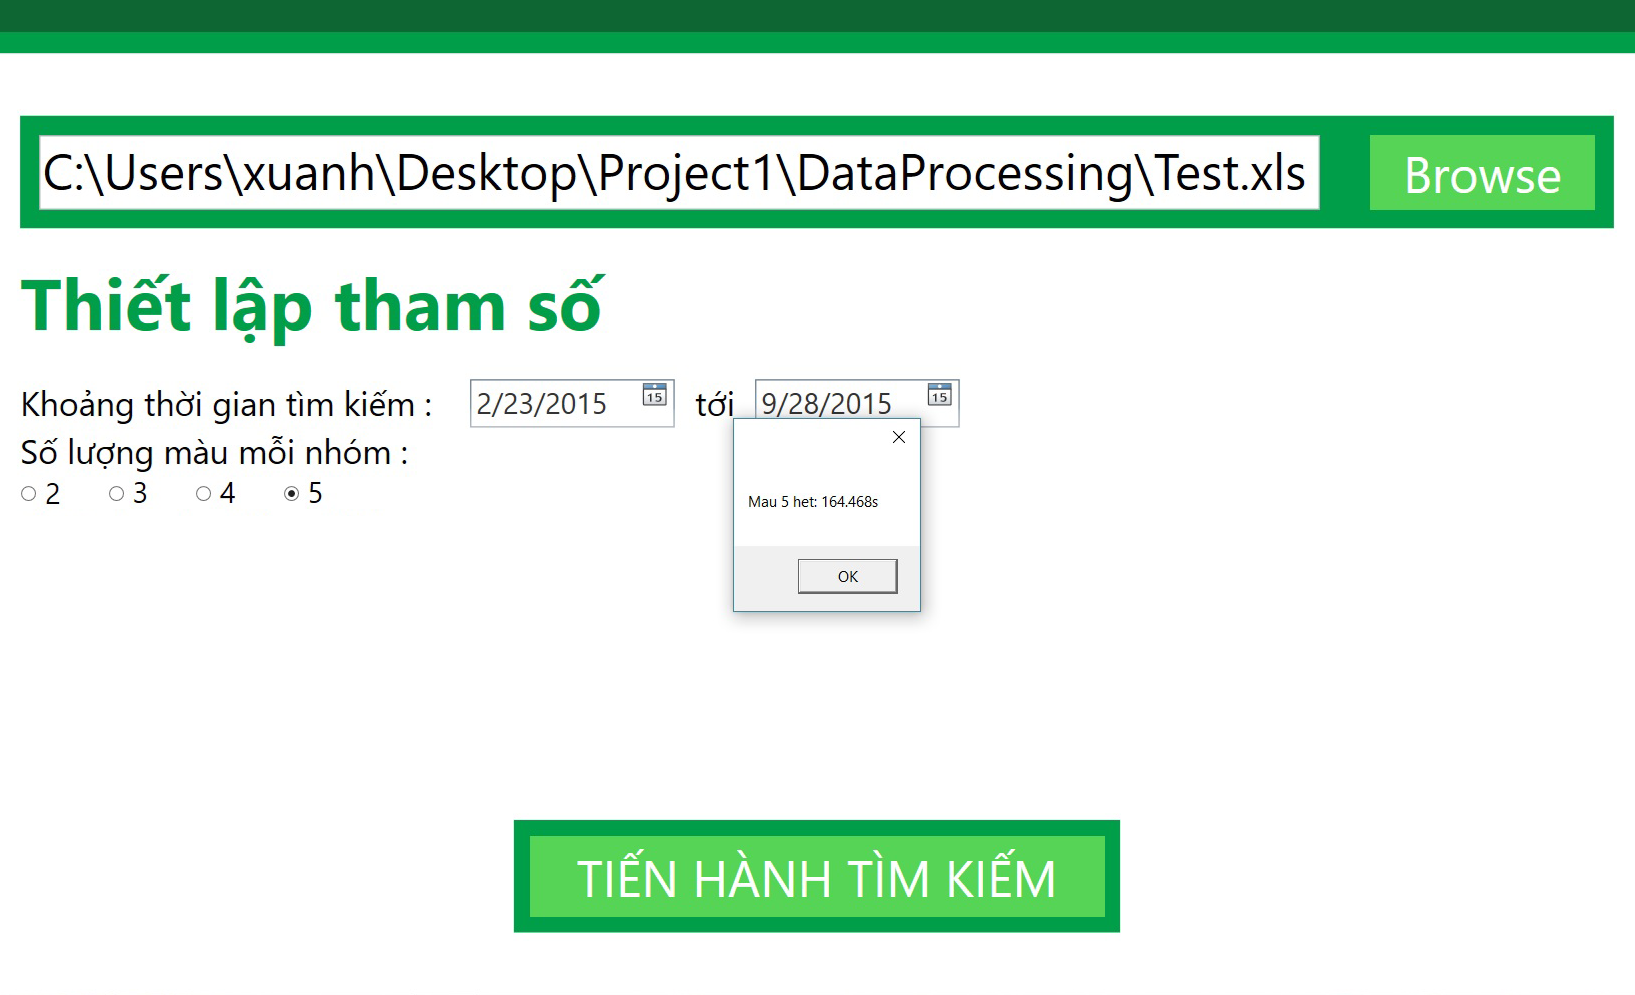 C:\Users\xuanh\Desktop\Project1\DataProcessing\Test.xls Browse
Thiết lập tham số
Khoảng thời gian tìm kiếm : 2/23/2015 15 tới 9/28/2015 15
Số lượng màu mỗi nhóm :
2 3 4 5
Mau 5 het: 164.468s
OK
TIẾN HÀNH TÌM KIẾM